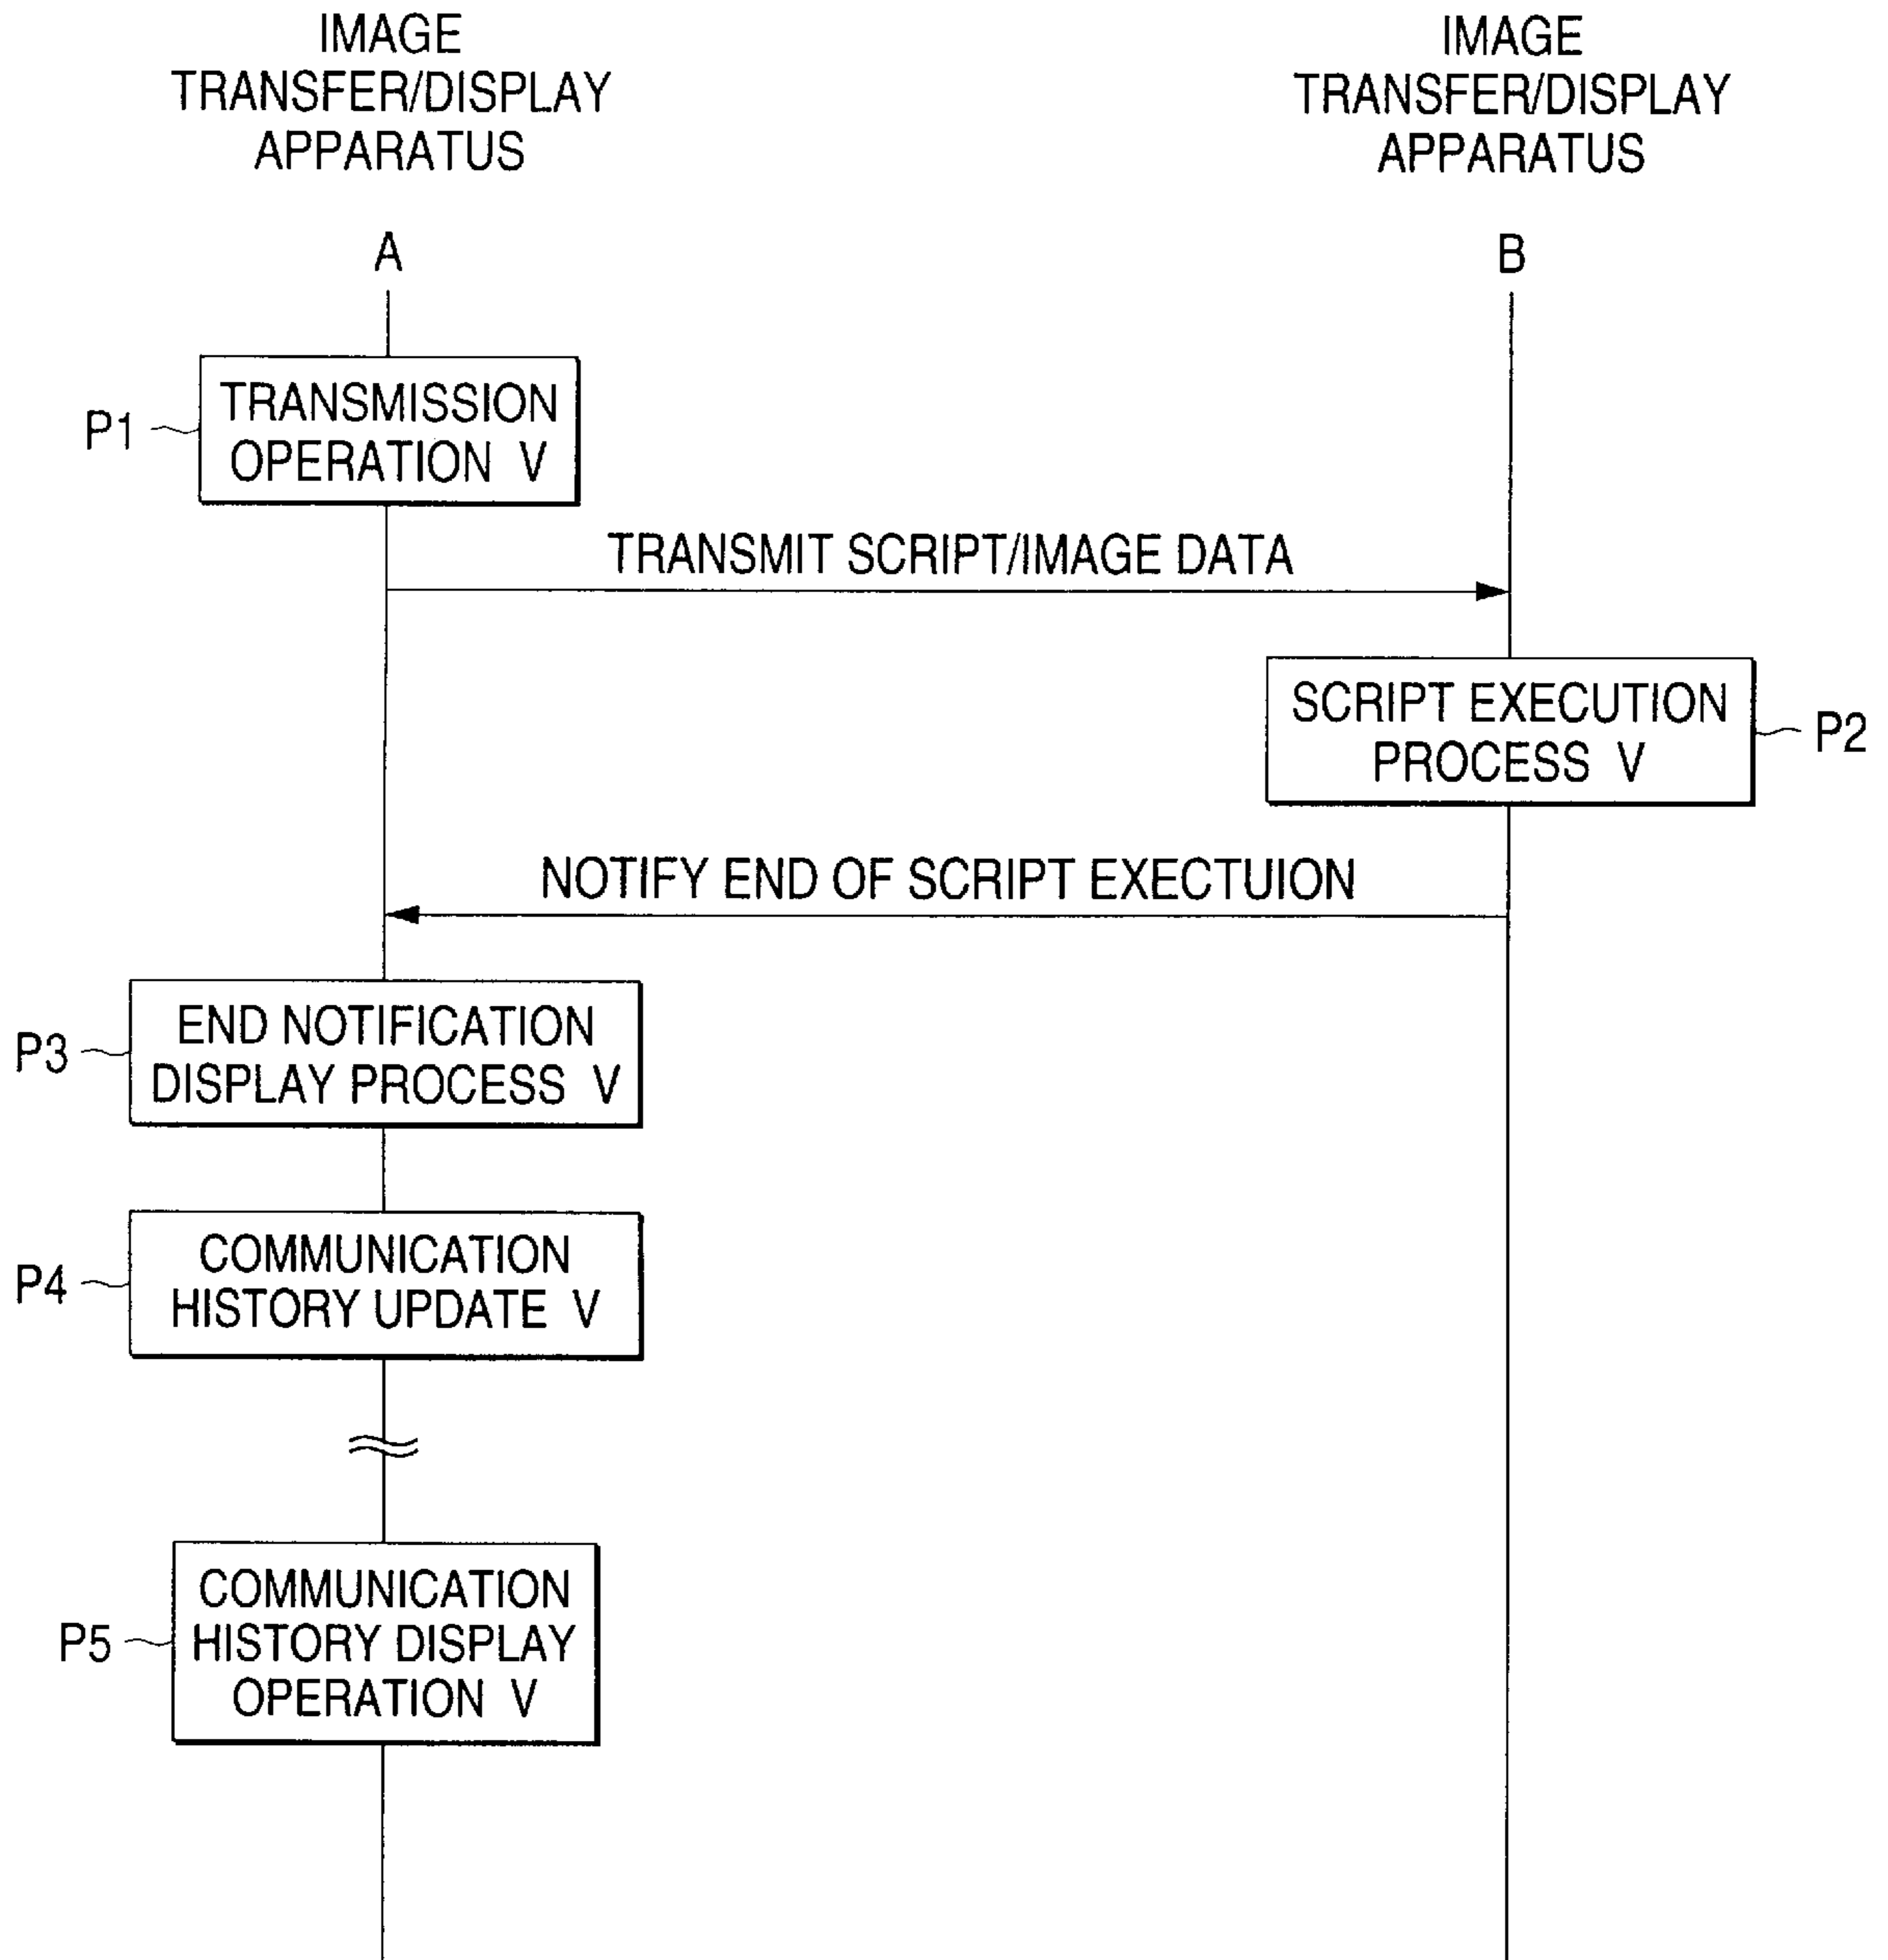 IMAGE
TRANSFER/DISPLAY
APPARATUS
A
IMAGE
TRANSFER/DISPLAY
APPARATUS
B
P1
TRANSMISSION
OPERATION V
TRANSMIT SCRIPT/IMAGE DATA
SCRIPT EXECUTION
PROCESS V
P2
NOTIFY END OF SCRIPT EXECTUION
P3
END NOTIFICATION
DISPLAY PROCESS V
P4
COMMUNICATION
HISTORY UPDATE V
P5
COMMUNICATION
HISTORY DISPLAY
OPERATION V